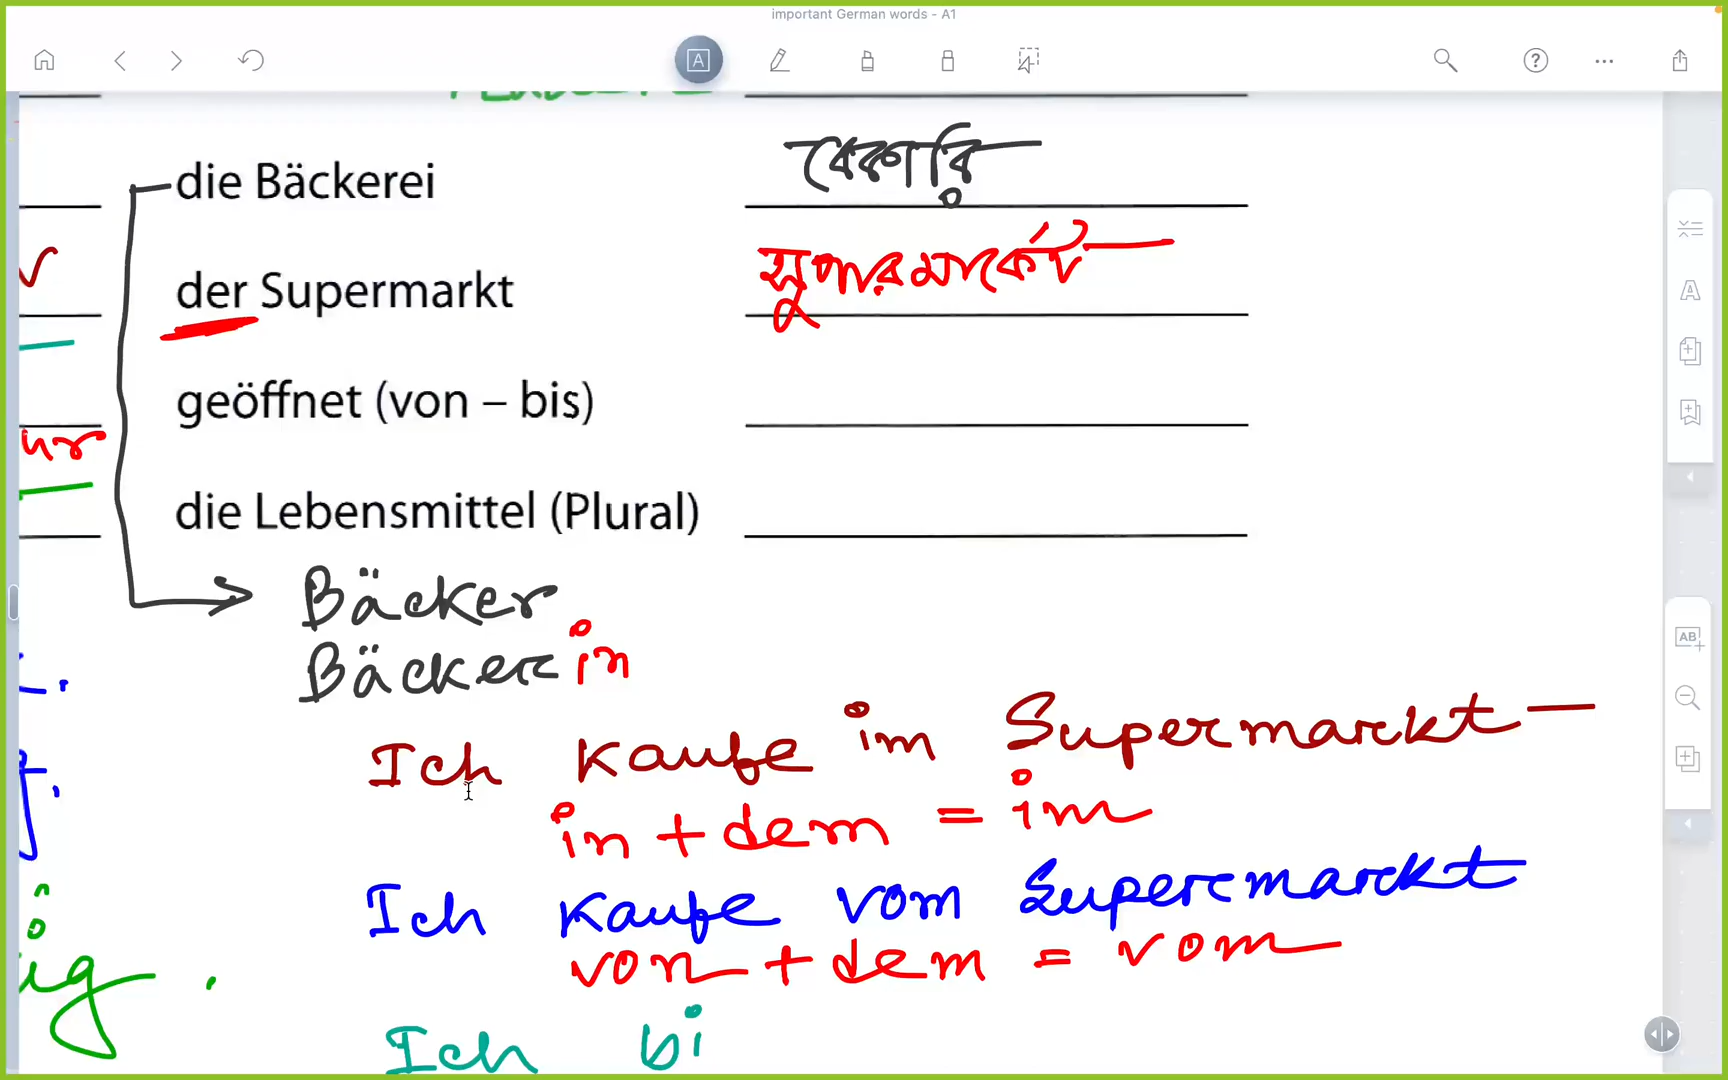 important German words - A1
die Bäckerei বেকারি
der Supermarkt সুপারমার্কেট
geöffnet (von – bis)
die Lebensmittel (Plural)
Bäcker
Bäckerin
Ich kaufe im Supermarkt
in + dem = im
Ich kaufe vom Supermarkt
von + dem = vom
Ich bi